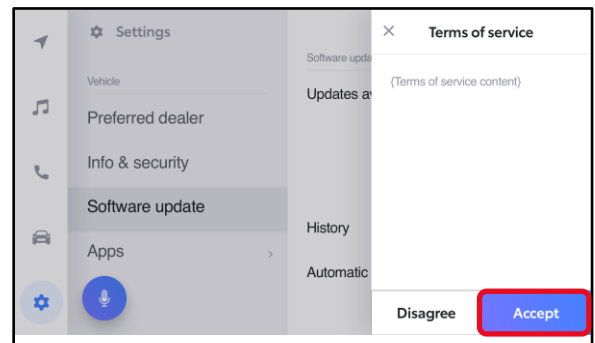 Settings
Vehicle
Preferred dealer
Info & security
Software update
Apps
Software upda
Updates av
History
Automatic
Terms of service
{Terms of service content}
Disagree
Accept